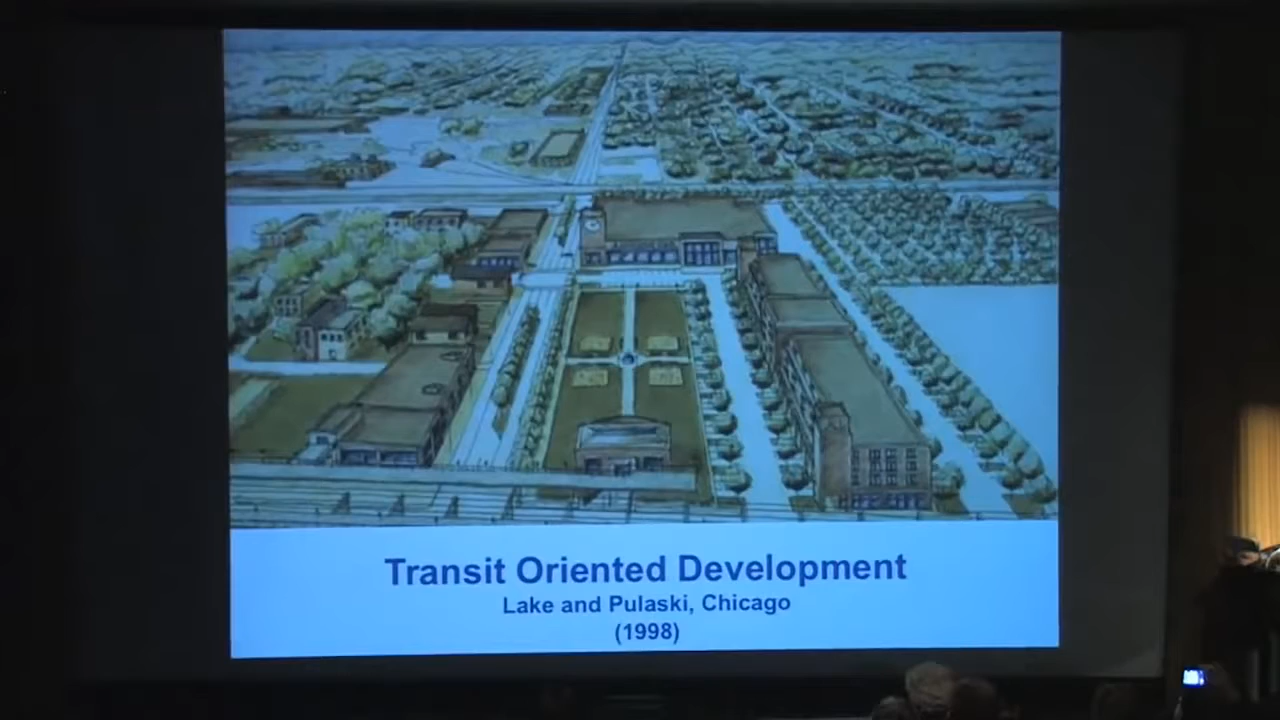 Transit Oriented Development
Lake and Pulaski, Chicago
(1998)